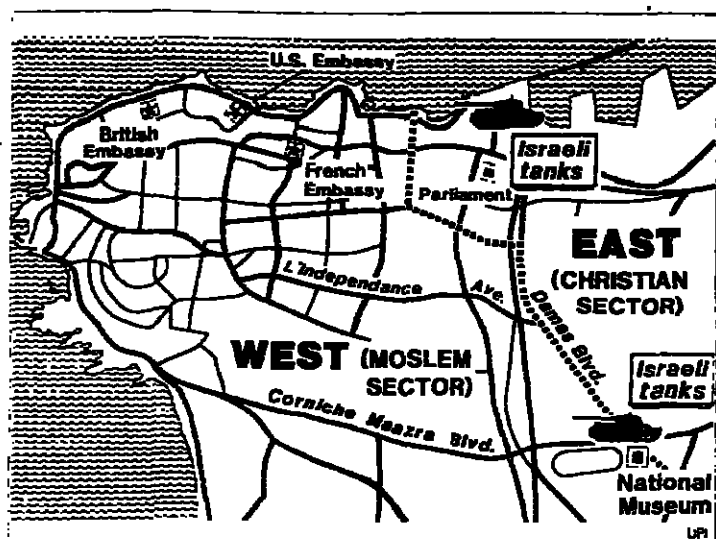 U.S. Embassy
British
Embassy
French
Embassy
Parliament
Israeli
tanks
EAST
(CHRISTIAN
SECTOR)
L'Independance Ave.
Damas Blvd.
WEST (MOSLEM
SECTOR)
Israeli
tanks
Corniche Maazra Blvd.
National
Museum
UPI